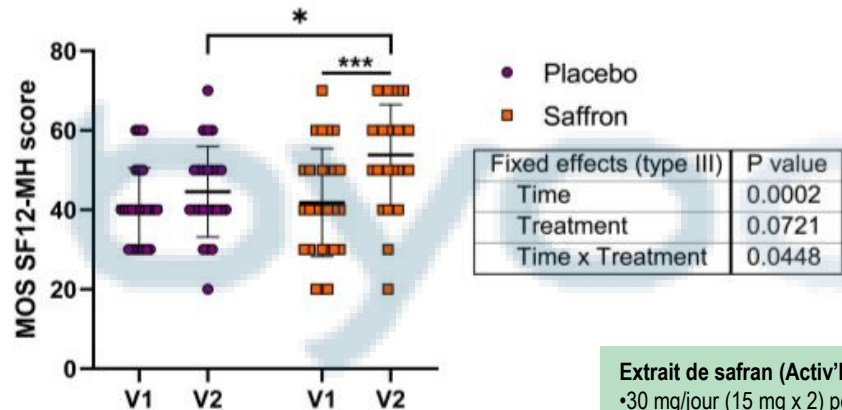 *
***
80
60
40
20
0
MOS SF12-MH score
V1 V2 V1 V2
Placebo
Saffron
Fixed effects (type III) P value
Time 0.0002
Treatment 0.0721
Time x Treatment 0.0448
byo
Extrait de safran (Activ'
•30 mg/jour (15 mg x 2)